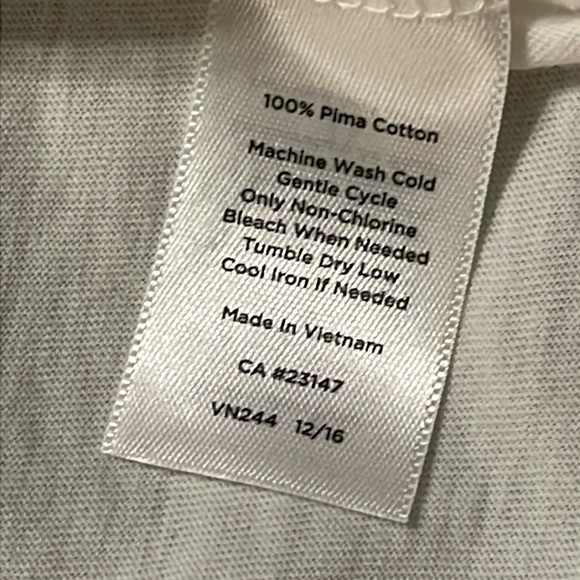 100% Pima Cotton
Machine Wash Cold
Gentle Cycle
Only Non-Chlorine
Bleach When Needed
Tumble Dry Low
Cool Iron If Needed
Made In Vietnam
CA #23147
VN244 12/16